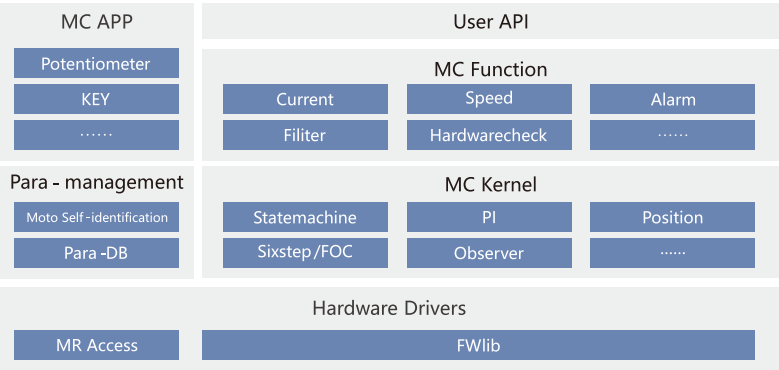 MC APP
Potentiometer
KEY
……
User API
MC Function
Current
Speed
Alarm
Filiter
Hardwarecheck
……
Para - management
Moto Self-identification
Para -DB
MC Kernel
Statemachine
PI
Position
Sixstep/FOC
Observer
……
Hardware Drivers
MR Access
FWlib